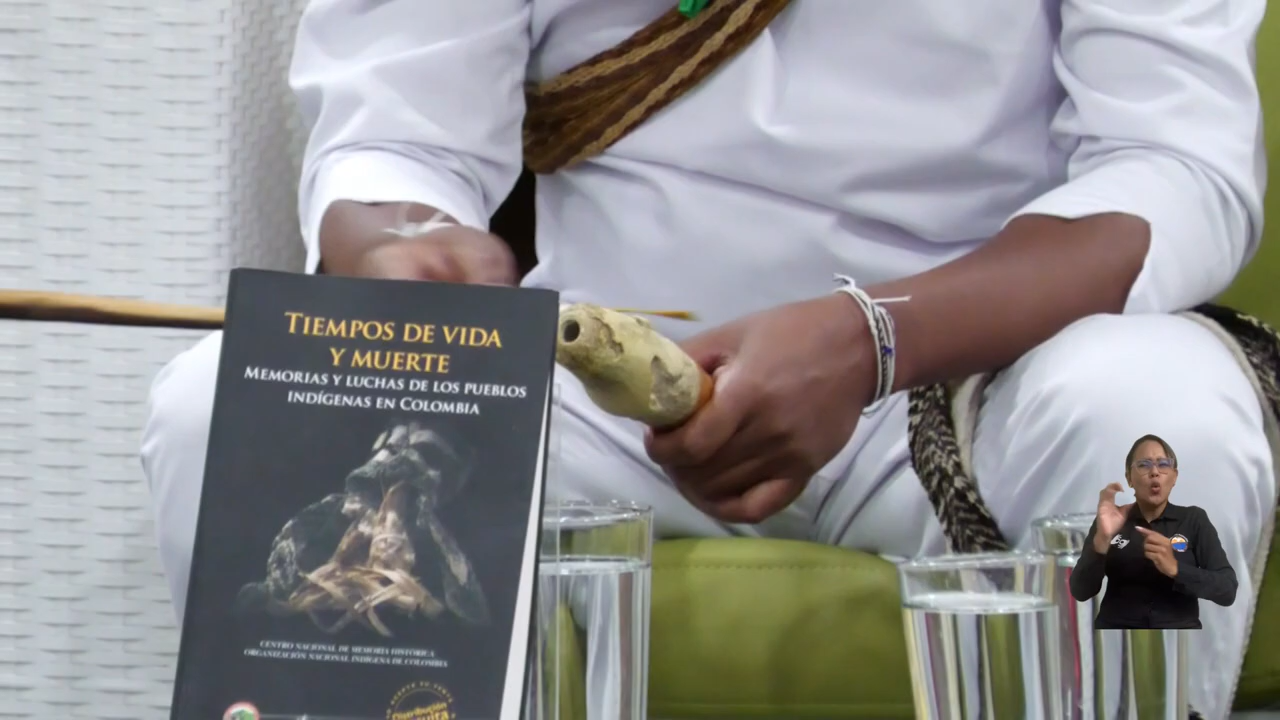 TIEMPOS DE VIDA
Y MUERTE
MEMORIAS Y LUCHAS DE LOS PUEBLOS
INDÍGENAS EN COLOMBIA
CENTRO NACIONAL DE MEMORIA HISTÓRICA
ORGANIZACIÓN NACIONAL INDÍGENA DE COLOMBIA
Distribución